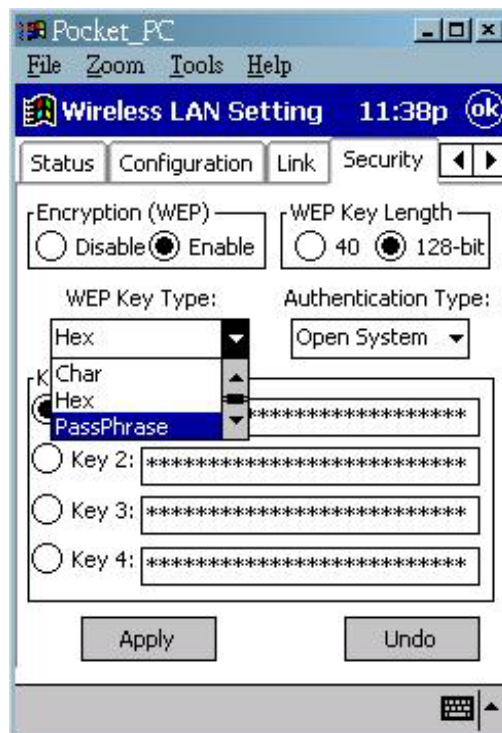 Pocket_PC
File Zoom Tools Help
Wireless LAN Setting 11:38p ok
Status Configuration Link Security
Encryption (WEP) WEP Key Length
Disable Enable 40 128-bit
WEP Key Type: Authentication Type:
Hex Open System
Char
Hex
PassPhrase
K
*****************
Key 2: **************************
Key 3: **************************
Key 4: **************************
Apply Undo